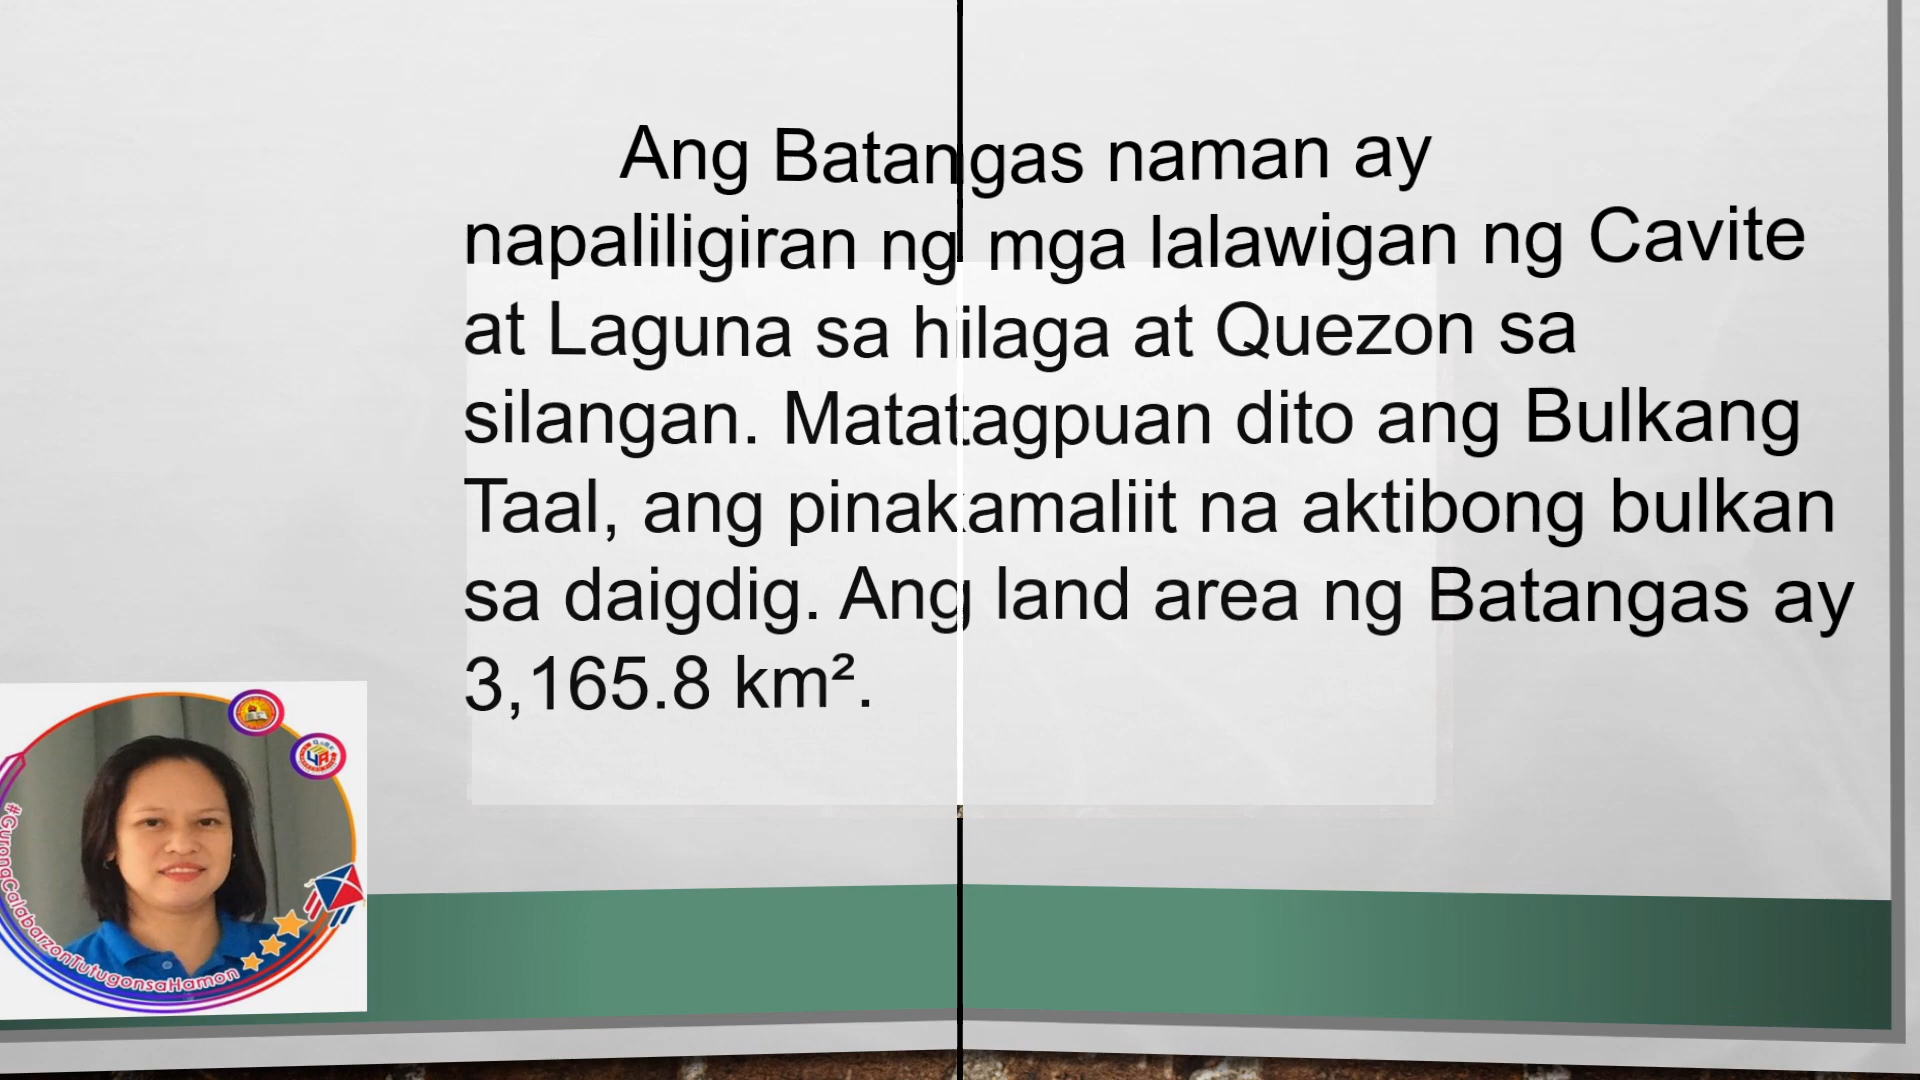 Ang Batangas naman ay
napaliligiran ng mga lalawigan ng Cavite
at Laguna sa hilaga at Quezon sa
silangan. Matatagpuan dito ang Bulkang
Taal, ang pinakamaliit na aktibong bulkan
sa daigdig. Ang land area ng Batangas ay
3,165.8 km².
#GurongCalabarzonTutugonsaHamon